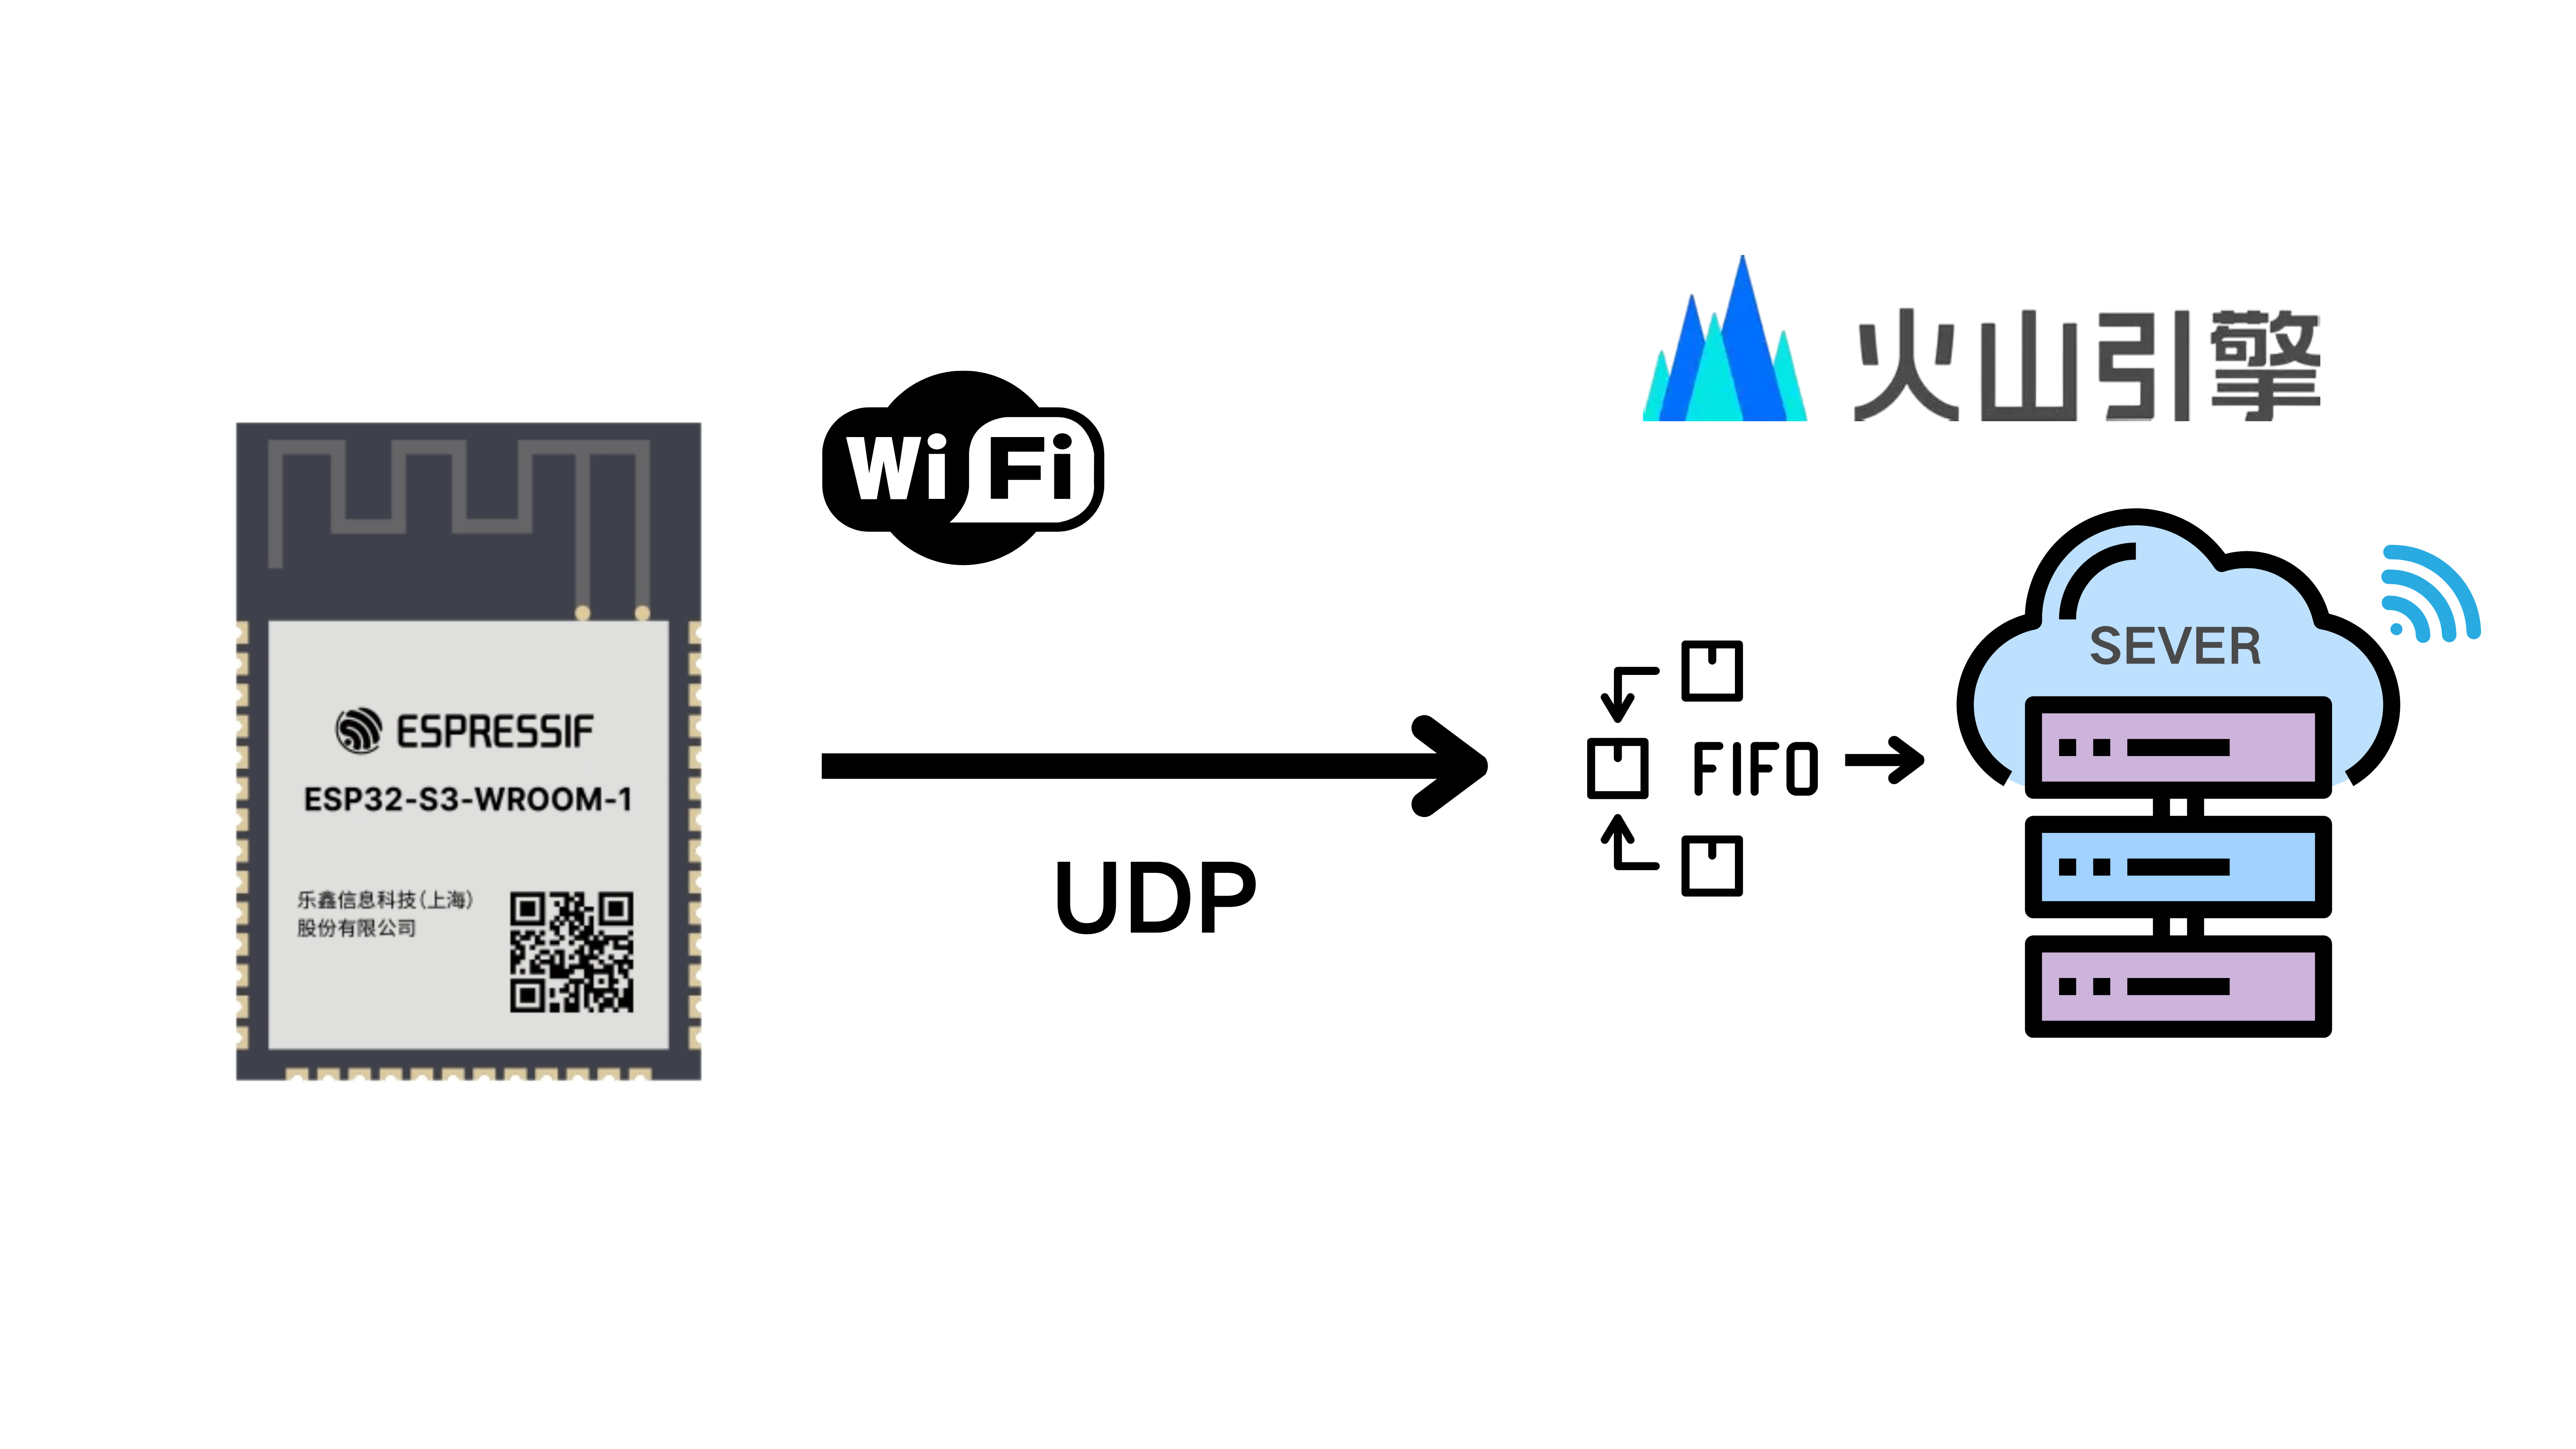 火山引擎
Wi Fi
SEVER
ESPRESSIF
ESP32-S3-WROOM-1
FIFO
UDP
乐鑫信息科技(上海)
股份有限公司